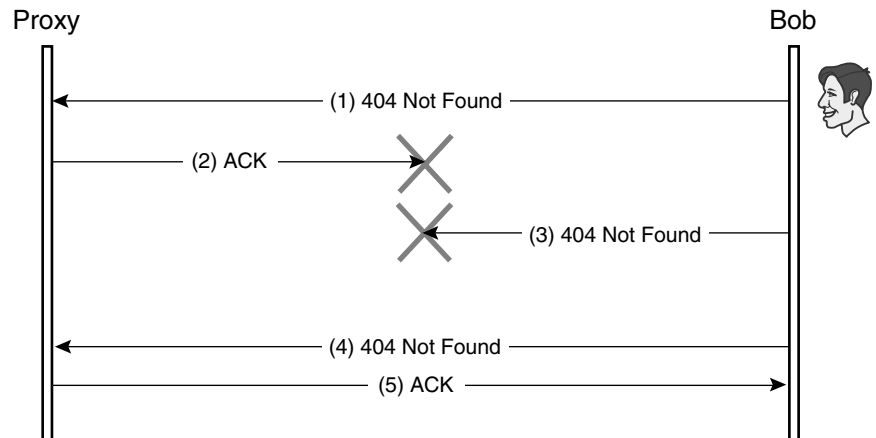 Proxy
Bob
(1) 404 Not Found
(2) ACK
(3) 404 Not Found
(4) 404 Not Found
(5) ACK